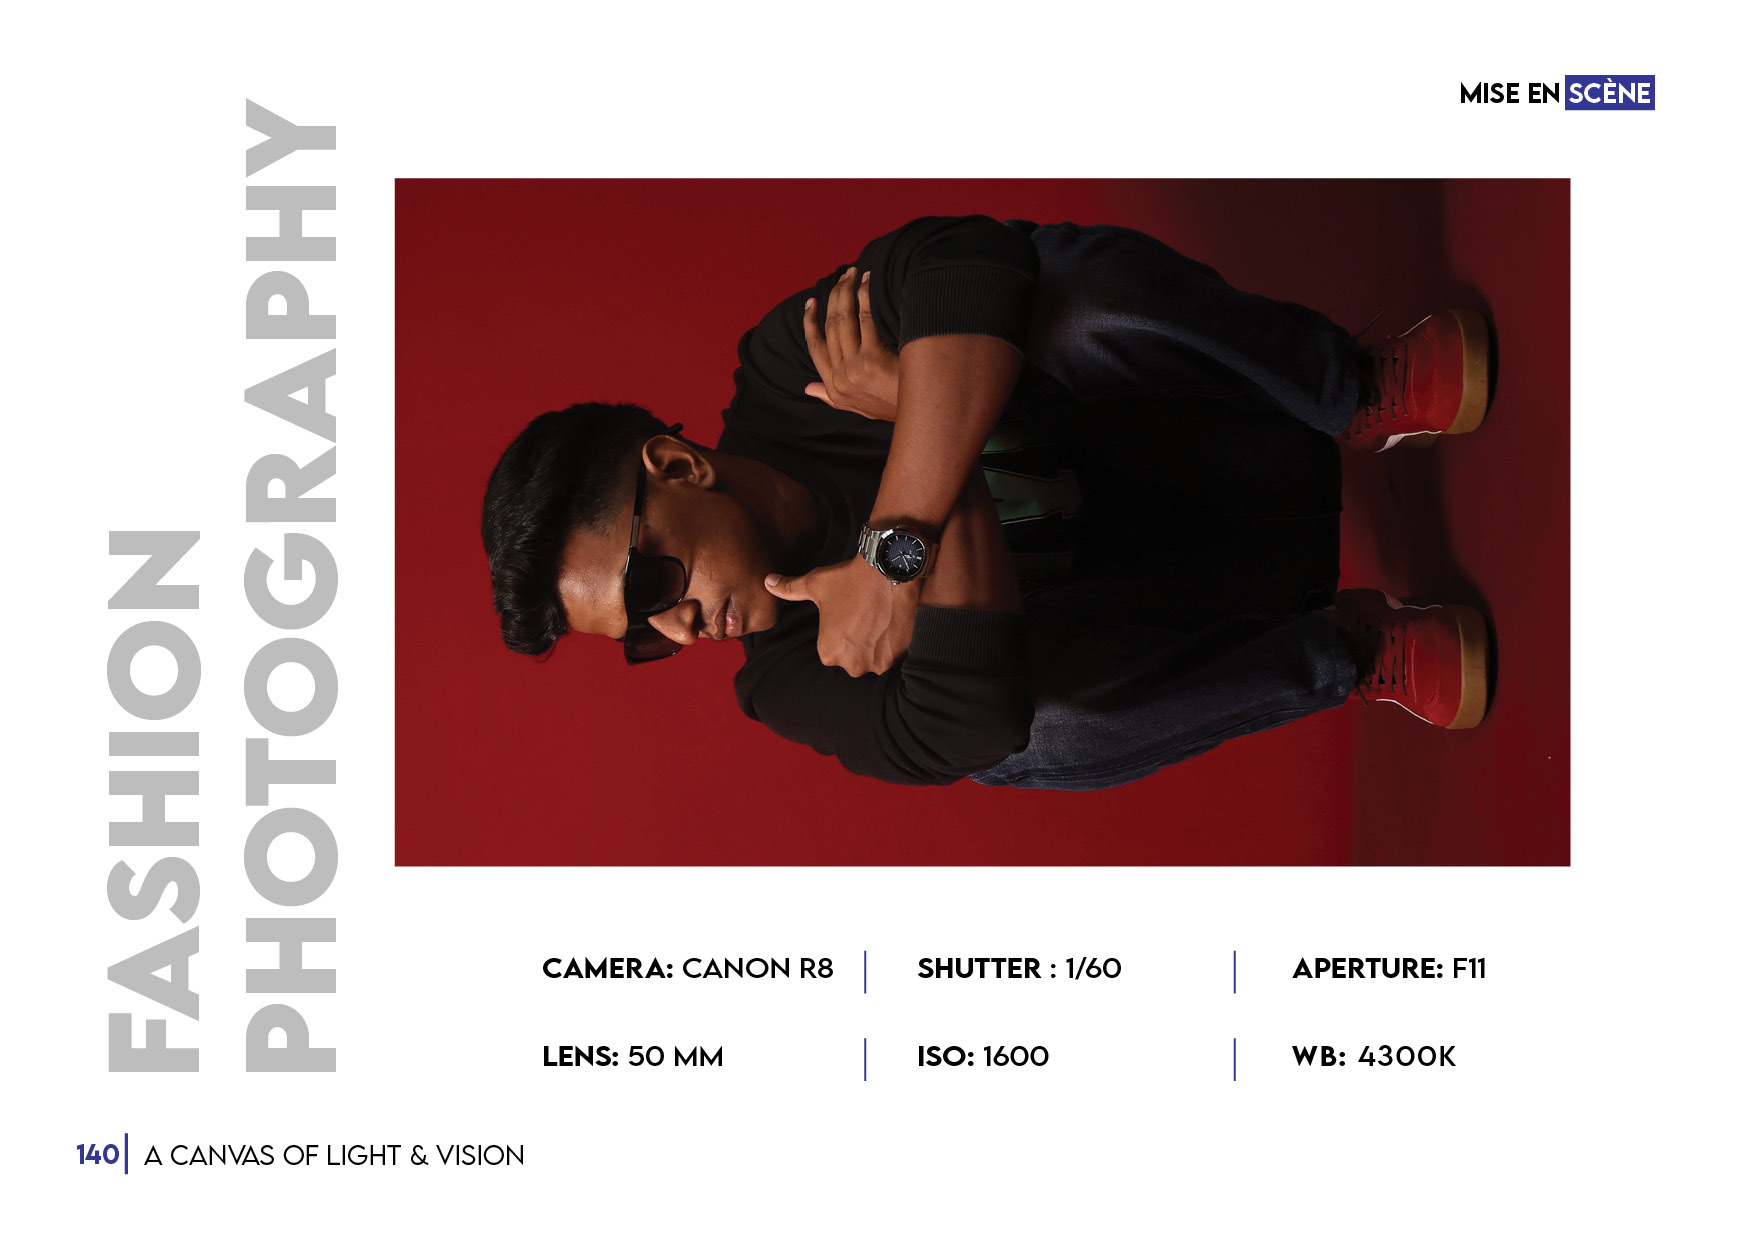 MISE EN SCÈNE
FASHION
PHOTOGRAPHY
CAMERA: CANON R8
SHUTTER : 1/60
APERTURE: F11
LENS: 50 MM
ISO: 1600
WB: 4300K
140
A CANVAS OF LIGHT & VISION